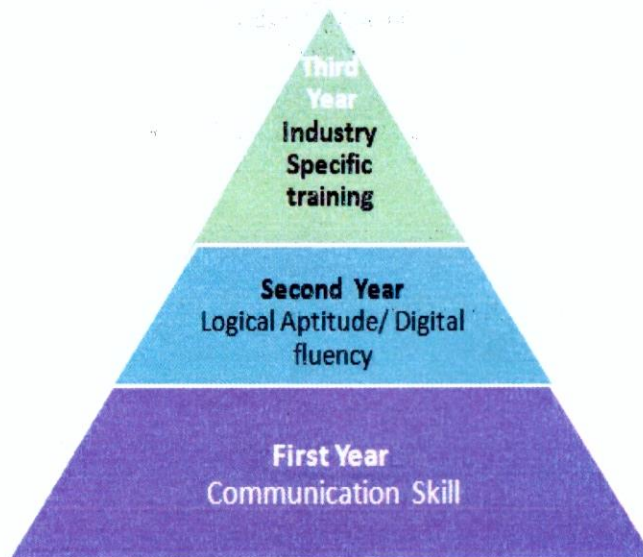 Third
Year
Industry
Specific
training
Second Year
Logical Aptitude/ Digital
fluency
First Year
Communication Skill